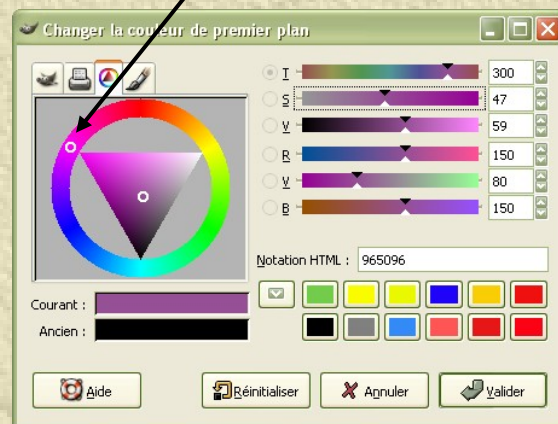 Changer la couleur de premier plan
T 300
S 47
V 59
R 150
V 80
B 150
Notation HTML : 965096
Courant :
Ancien :
Aide Réinitialiser Annuler Valider